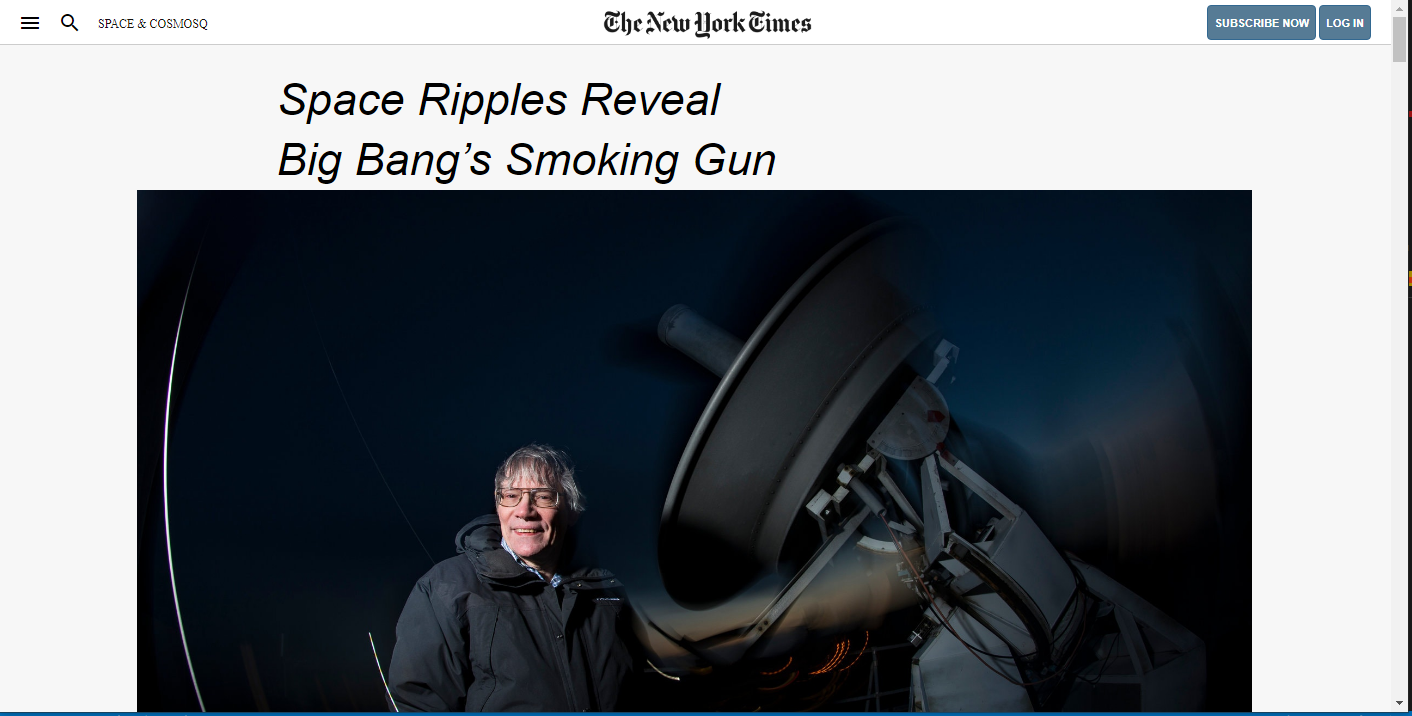 SPACE & COSMOSQ
The New York Times
SUBSCRIBE NOW
LOG IN
Space Ripples Reveal
Big Bang’s Smoking Gun